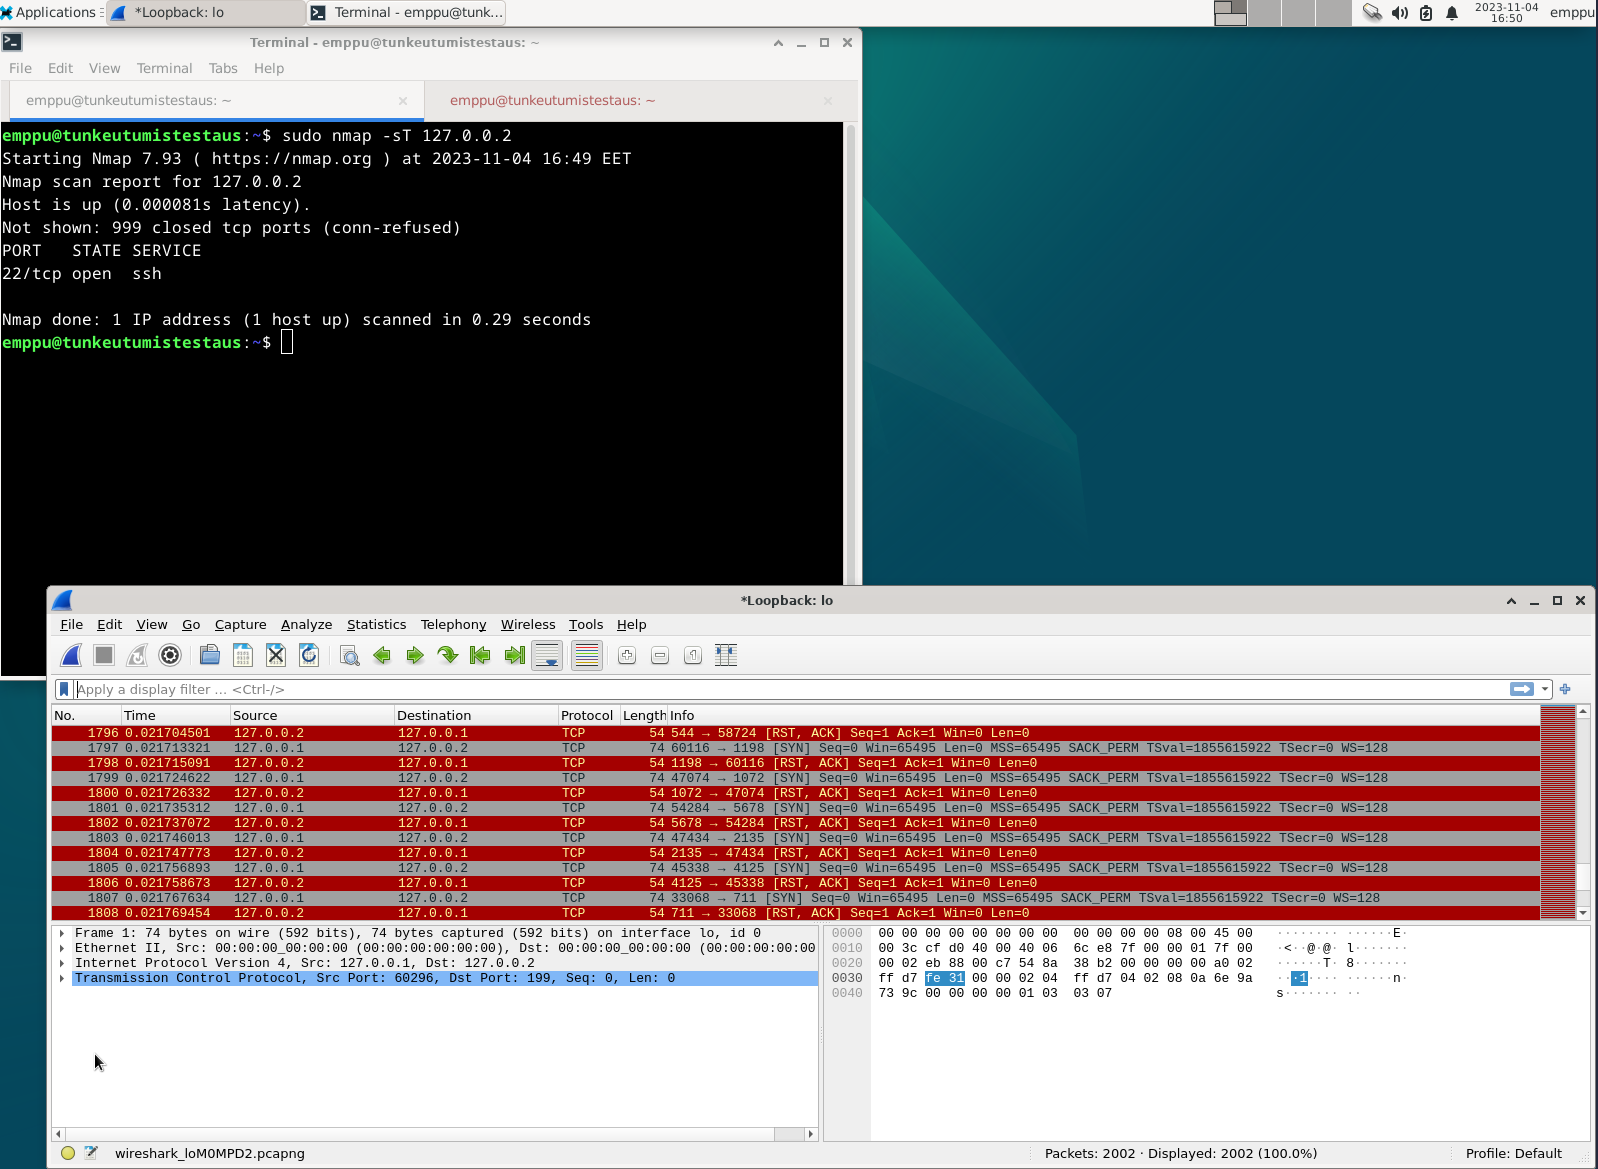 Applications
*Loopback: lo
Terminal - emppu@tunk...
2023-11-04
16:50
emppu
Terminal - emppu@tunkeutumistestaus: ~
File Edit View Terminal Tabs Help
emppu@tunkeutumistestaus: ~
emppu@tunkeutumistestaus: ~
emppu@tunkeutumistestaus:~$ sudo nmap -sT 127.0.0.2
Starting Nmap 7.93 ( https://nmap.org ) at 2023-11-04 16:49 EET
Nmap scan report for 127.0.0.2
Host is up (0.000081s latency).
Not shown: 999 closed tcp ports (conn-refused)
PORT   STATE SERVICE
22/tcp open  ssh
Nmap done: 1 IP address (1 host up) scanned in 0.29 seconds
emppu@tunkeutumistestaus:~$
*Loopback: lo
File Edit View Go Capture Analyze Statistics Telephony Wireless Tools Help
Apply a display filter ... <Ctrl-/>
No. Time Source Destination Protocol Length Info
1796 0.021704501 127.0.0.2 127.0.0.1 TCP 54 544 → 58724 [RST, ACK] Seq=1 Ack=1 Win=0 Len=0
1797 0.021713321 127.0.0.1 127.0.0.2 TCP 74 60116 → 1198 [SYN] Seq=0 Win=65495 Len=0 MSS=65495 SACK_PERM TSval=1855615922 TSecr=0 WS=128
1798 0.021715091 127.0.0.2 127.0.0.1 TCP 54 1198 → 60116 [RST, ACK] Seq=1 Ack=1 Win=0 Len=0
1799 0.021724622 127.0.0.1 127.0.0.2 TCP 74 47074 → 1072 [SYN] Seq=0 Win=65495 Len=0 MSS=65495 SACK_PERM TSval=1855615922 TSecr=0 WS=128
1800 0.021726332 127.0.0.2 127.0.0.1 TCP 54 1072 → 47074 [RST, ACK] Seq=1 Ack=1 Win=0 Len=0
1801 0.021735312 127.0.0.1 127.0.0.2 TCP 74 54284 → 5678 [SYN] Seq=0 Win=65495 Len=0 MSS=65495 SACK_PERM TSval=1855615922 TSecr=0 WS=128
1802 0.021737072 127.0.0.2 127.0.0.1 TCP 54 5678 → 54284 [RST, ACK] Seq=1 Ack=1 Win=0 Len=0
1803 0.021746013 127.0.0.1 127.0.0.2 TCP 74 47434 → 2135 [SYN] Seq=0 Win=65495 Len=0 MSS=65495 SACK_PERM TSval=1855615922 TSecr=0 WS=128
1804 0.021747773 127.0.0.2 127.0.0.1 TCP 54 2135 → 47434 [RST, ACK] Seq=1 Ack=1 Win=0 Len=0
1805 0.021756893 127.0.0.1 127.0.0.2 TCP 74 45338 → 4125 [SYN] Seq=0 Win=65495 Len=0 MSS=65495 SACK_PERM TSval=1855615922 TSecr=0 WS=128
1806 0.021758673 127.0.0.2 127.0.0.1 TCP 54 4125 → 45338 [RST, ACK] Seq=1 Ack=1 Win=0 Len=0
1807 0.021767634 127.0.0.1 127.0.0.2 TCP 74 33068 → 711 [SYN] Seq=0 Win=65495 Len=0 MSS=65495 SACK_PERM TSval=1855615922 TSecr=0 WS=128
1808 0.021769454 127.0.0.2 127.0.0.1 TCP 54 711 → 33068 [RST, ACK] Seq=1 Ack=1 Win=0 Len=0
Frame 1: 74 bytes on wire (592 bits), 74 bytes captured (592 bits) on interface lo, id 0
Ethernet II, Src: 00:00:00_00:00:00 (00:00:00:00:00:00), Dst: 00:00:00_00:00:00 (00:00:00:00:00
Internet Protocol Version 4, Src: 127.0.0.1, Dst: 127.0.0.2
Transmission Control Protocol, Src Port: 60296, Dst Port: 199, Seq: 0, Len: 0
0000 00 00 00 00 00 00 00 00 00 00 00 00 08 00 45 00 ········ ······E·
0010 00 3c cf d0 40 00 40 06 6c e8 7f 00 00 01 7f 00 ·<··@·@· l·······
0020 00 02 eb 88 00 c7 54 8a 38 b2 00 00 00 00 a0 02 ······T· 8·······
0030 ff d7 fe 31 00 00 02 04 ff d7 04 02 08 0a 6e 9a ···1···· ······n·
0040 73 9c 00 00 00 00 01 03 03 07 s······· ··
wireshark_loM0MPD2.pcapng
Packets: 2002 · Displayed: 2002 (100.0%)
Profile: Default